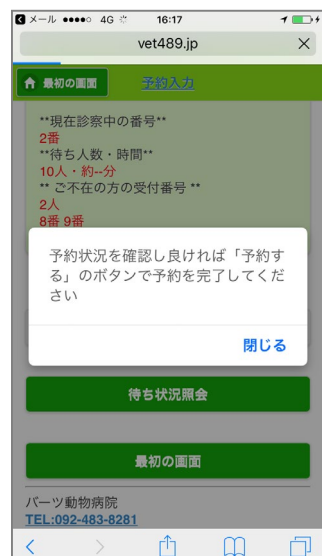 メール 4G 16:17
vet489.jp
最初の画面 予約入力
**現在診察中の番号**
2番
**待ち人数・時間**
10人・約--分
** ご不在の方の受付番号 **
2人
8番 9番
予約状況を確認し良ければ「予約す
る」のボタンで予約を完了してくだ
さい
閉じる
待ち状況照会
最初の画面
パーツ動物病院
TEL:092-483-8281